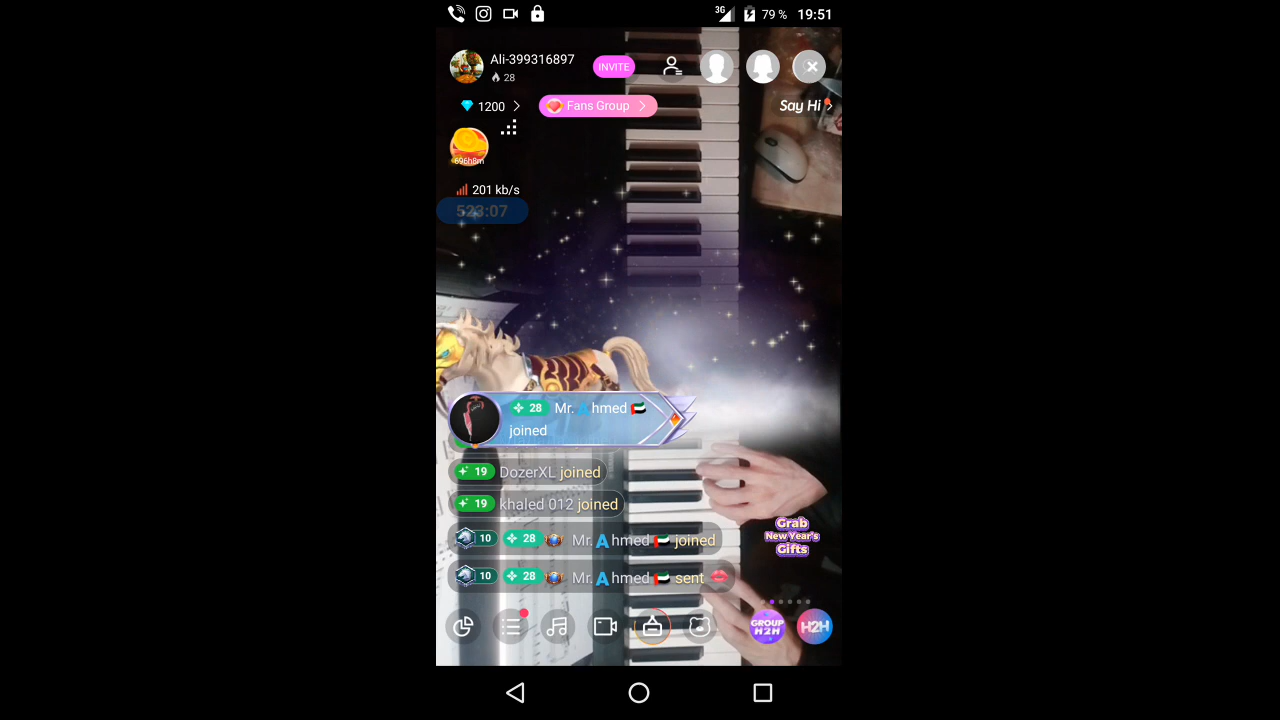 3G
79 %
19:51
Ali-399316897
INVITE
28
1200
Fans Group
Say Hi
-696h8m
201 kb/s
523:07
28 Mr. Ahmed
joined
19 DozerXL joined
19 khaled 012 joined
10 28 Mr. Ahmed joined
10 28 Mr. Ahmed sent
Grab
New Year's
Gifts
GROUP
H2H
H2H